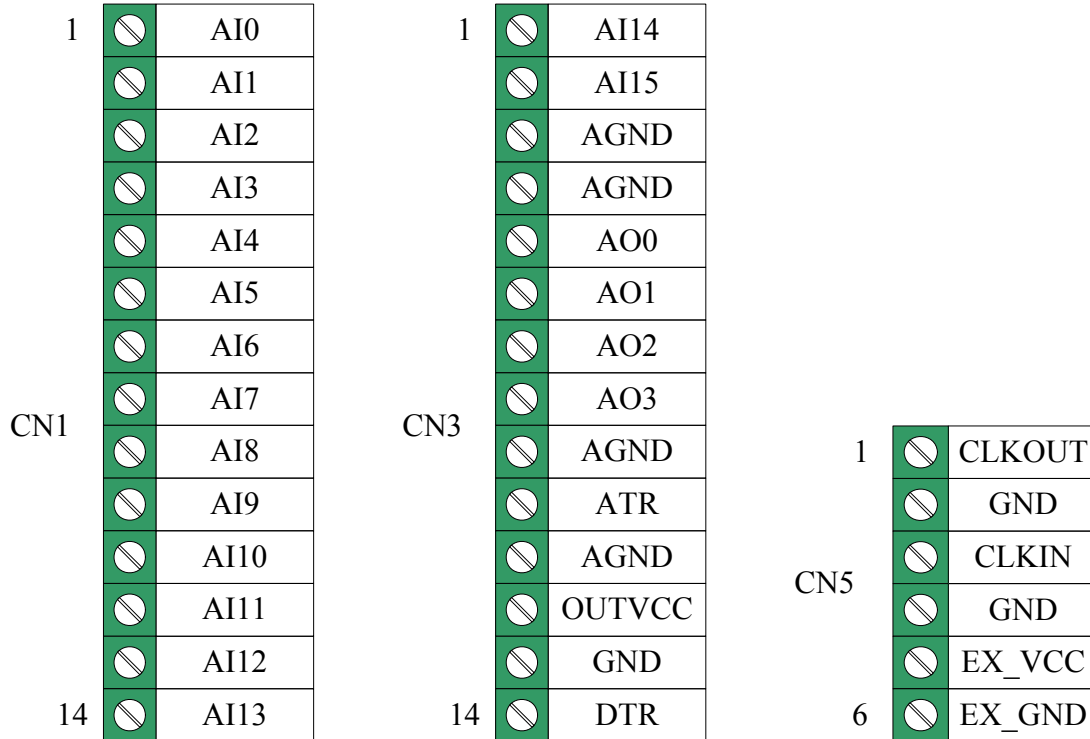 1 AI0
AI1
AI2
AI3
AI4
AI5
AI6
AI7
CN1
AI8
AI9
AI10
AI11
AI12
14 AI13
1 AI14
AI15
AGND
AGND
AO0
AO1
AO2
AO3
CN3
AGND
ATR
AGND
OUTVCC
GND
14 DTR
1 CLKOUT
GND
CLKIN
CN5
GND
EX_VCC
6 EX_GND